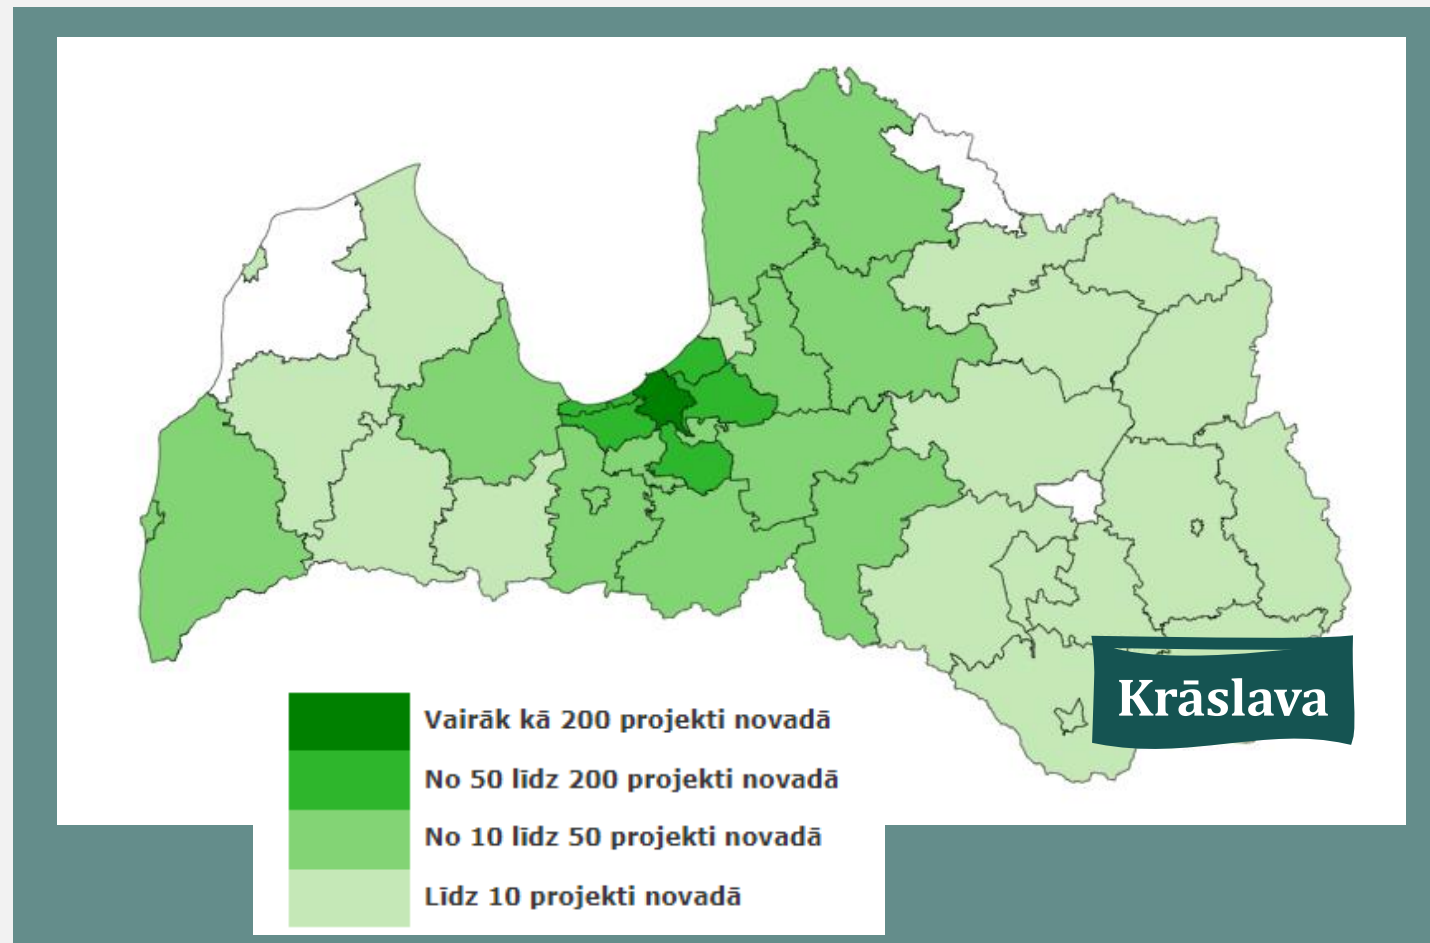 Krāslava
Vairāk kā 200 projekti novadā
No 50 līdz 200 projekti novadā
No 10 līdz 50 projekti novadā
Līdz 10 projekti novadā